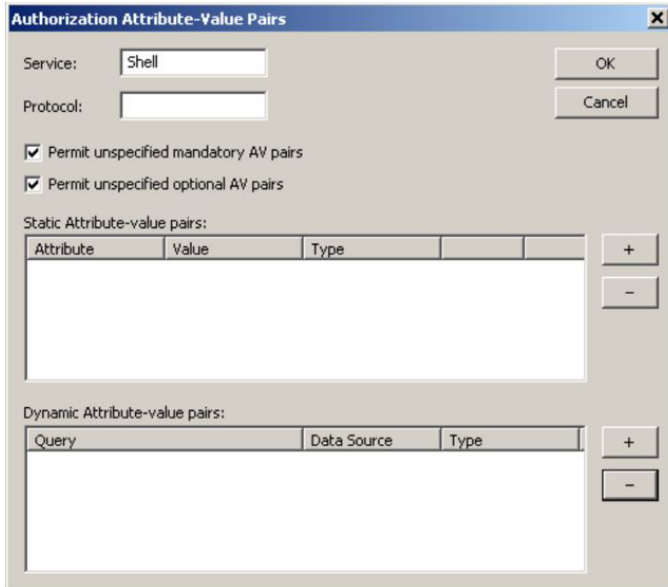 Authorization Attribute-Value Pairs
Service: Shell OK
Protocol: Cancel
Permit unspecified mandatory AV pairs
Permit unspecified optional AV pairs
Static Attribute-value pairs:
Attribute Value Type
+
-
Dynamic Attribute-value pairs:
Query Data Source Type
+
-